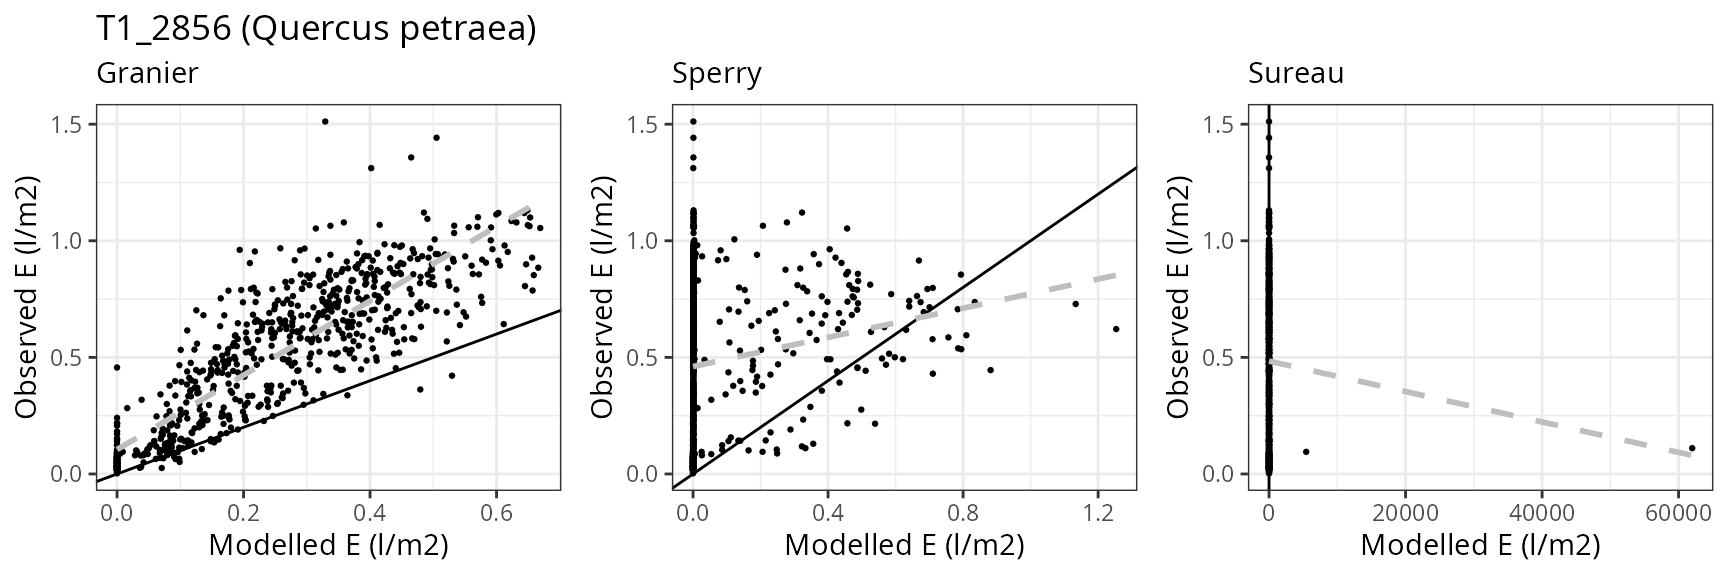 T1_2856 (Quercus petraea)
Granier
Sperry
Sureau
1.5
1.0
0.5
0.0
Observed E (l/m2)
0.0 0.2 0.4 0.6
Modelled E (l/m2)
1.5
1.0
0.5
0.0
Observed E (l/m2)
0.0 0.4 0.8 1.2
Modelled E (l/m2)
1.5
1.0
0.5
0.0
Observed E (l/m2)
0 20000 40000 60000
Modelled E (l/m2)